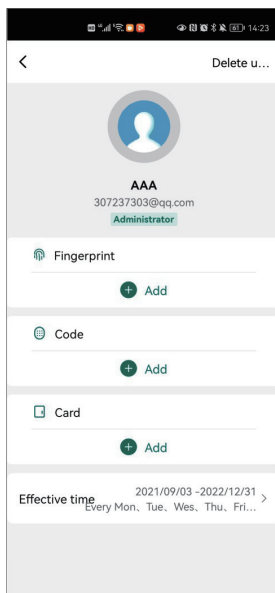 61 14:23
Delete u...
AAA
307237303@qq.com
Administrator
Fingerprint
Add
Code
Add
Card
Add
2021/09/03 -2022/12/31
Effective time
Every Mon、Tue、Wes、Thu、Fri...